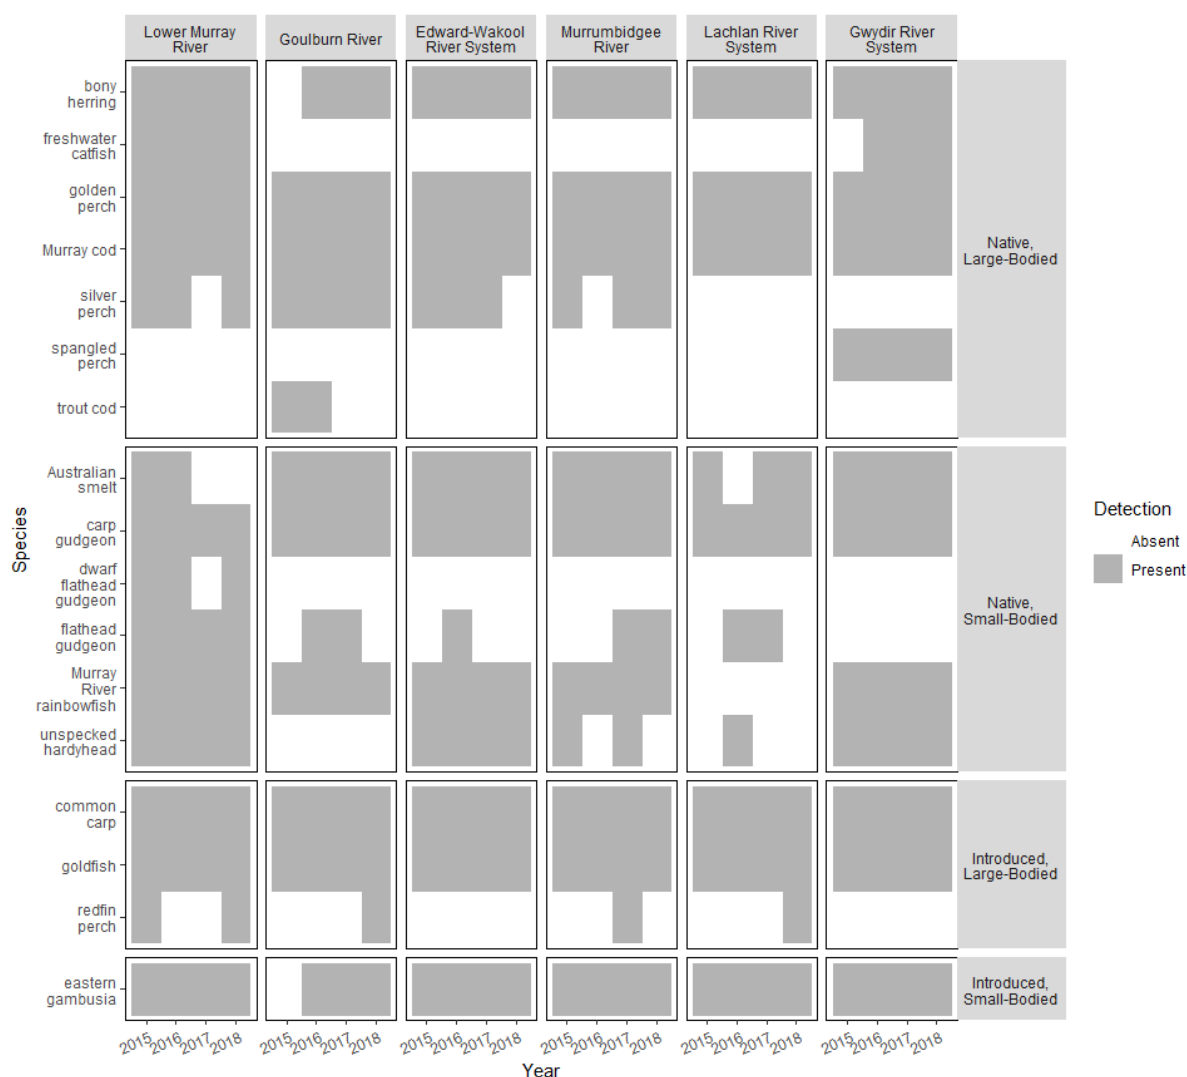 Lower Murray
River
Goulburn River
Edward-Wakool
River System
Murrumbidgee
River
Lachlan River
System
Gwydir River
System
bony
herring
freshwater
catfish
golden
perch
Murray cod
silver
perch
spangled
perch
trout cod
Native,
Large-Bodied
Australian
smelt
carp
gudgeon
dwarf
flathead
gudgeon
flathead
gudgeon
Murray
River
rainbowfish
unspecked
hardyhead
Native,
Small-Bodied
common
carp
goldfish
redfin
perch
Introduced,
Large-Bodied
eastern
gambusia
Introduced,
Small-Bodied
Species
Detection
Absent
Present
2015 2016 2017 2018 2015 2016 2017 2018 2015 2016 2017 2018 2015 2016 2017 2018 2015 2016 2017 2018 2015 2016 2017 2018
Year